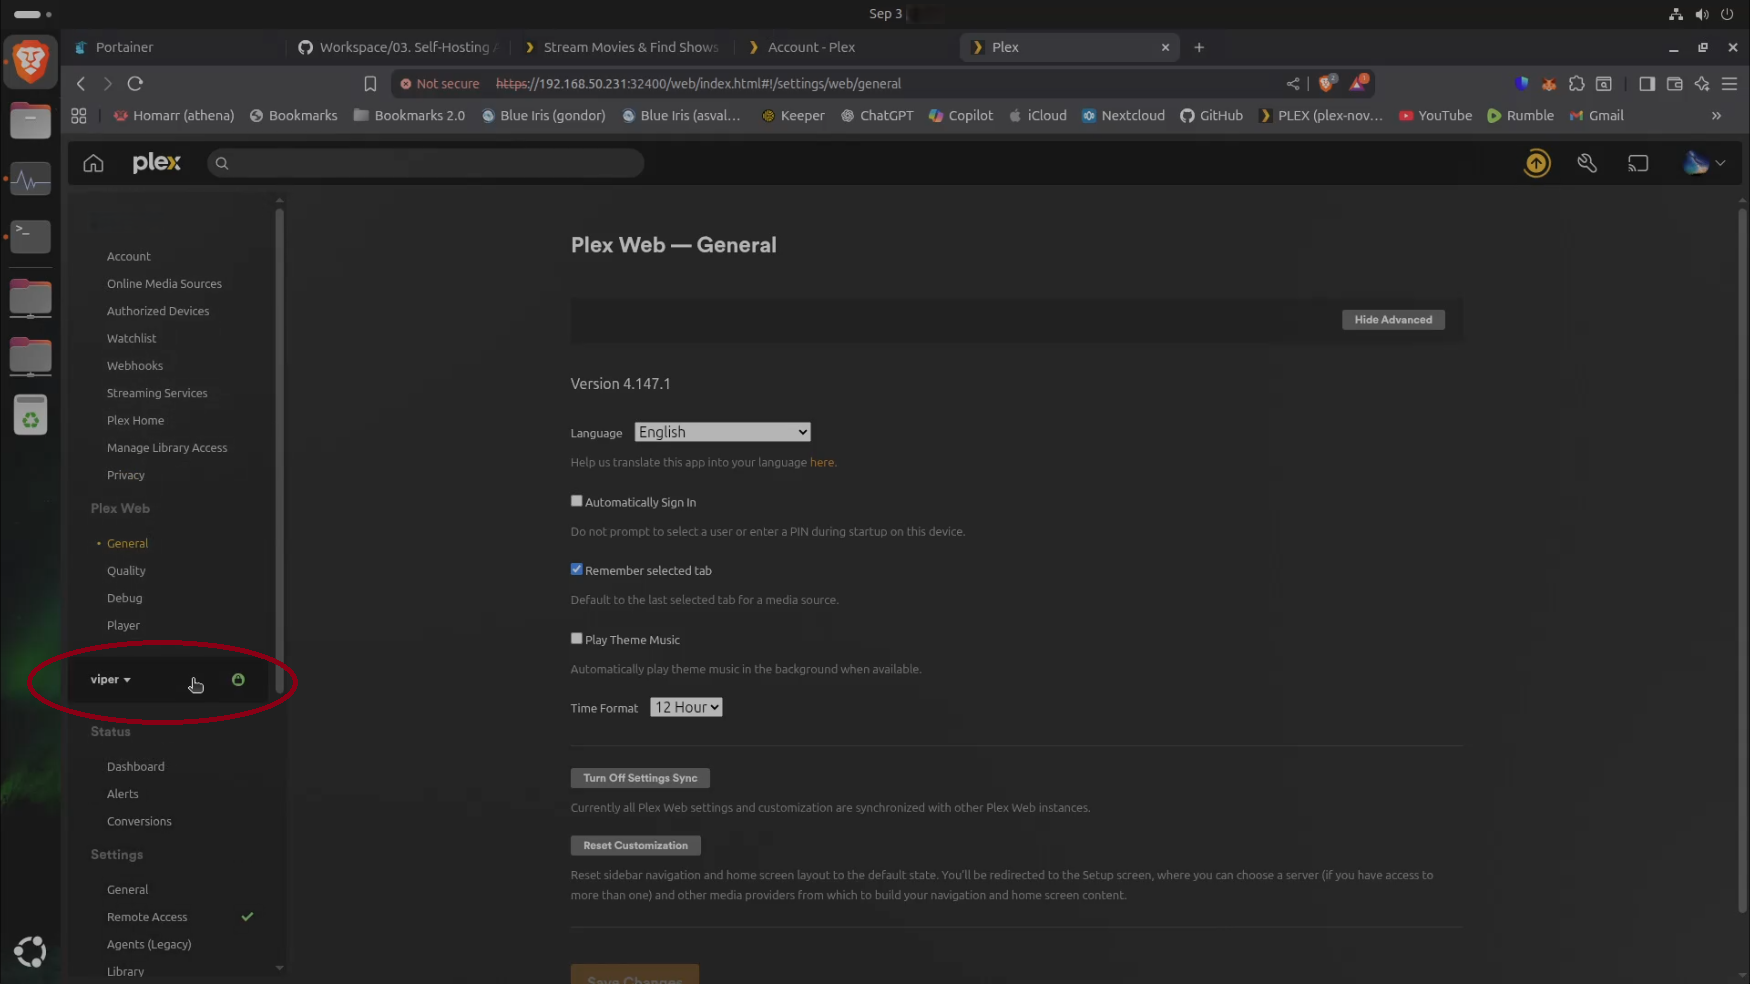 Sep 3
Portainer
Workspace/03. Self-Hosting A
Stream Movies & Find Shows
Account - Plex
Plex
Not secure https://192.168.50.231:32400/web/index.html#!/settings/web/general
2
1
Homarr (athena)
Bookmarks
Bookmarks 2.0
Blue Iris (gondor)
Blue Iris (asval...
Keeper
ChatGPT
Copilot
iCloud
Nextcloud
GitHub
PLEX (plex-nov...
YouTube
Rumble
Gmail
plex
Account
Online Media Sources
Authorized Devices
Watchlist
Webhooks
Streaming Services
Plex Home
Manage Library Access
Privacy
Plex Web
General
Quality
Debug
Player
viper
Status
Dashboard
Alerts
Conversions
Settings
General
Remote Access
Agents (Legacy)
Library
Plex Web — General
Hide Advanced
Version 4.147.1
Language English
Help us translate this app into your language here.
Automatically Sign In
Do not prompt to select a user or enter a PIN during startup on this device.
Remember selected tab
Default to the last selected tab for a media source.
Play Theme Music
Automatically play theme music in the background when available.
Time Format 12 Hour
Turn Off Settings Sync
Currently all Plex Web settings and customization are synchronized with other Plex Web instances.
Reset Customization
Reset sidebar navigation and home screen layout to the default state. You'll be redirected to the Setup screen, where you can choose a server (if you have access to
more than one) and other media providers from which to build your navigation and home screen content.
Save Changes